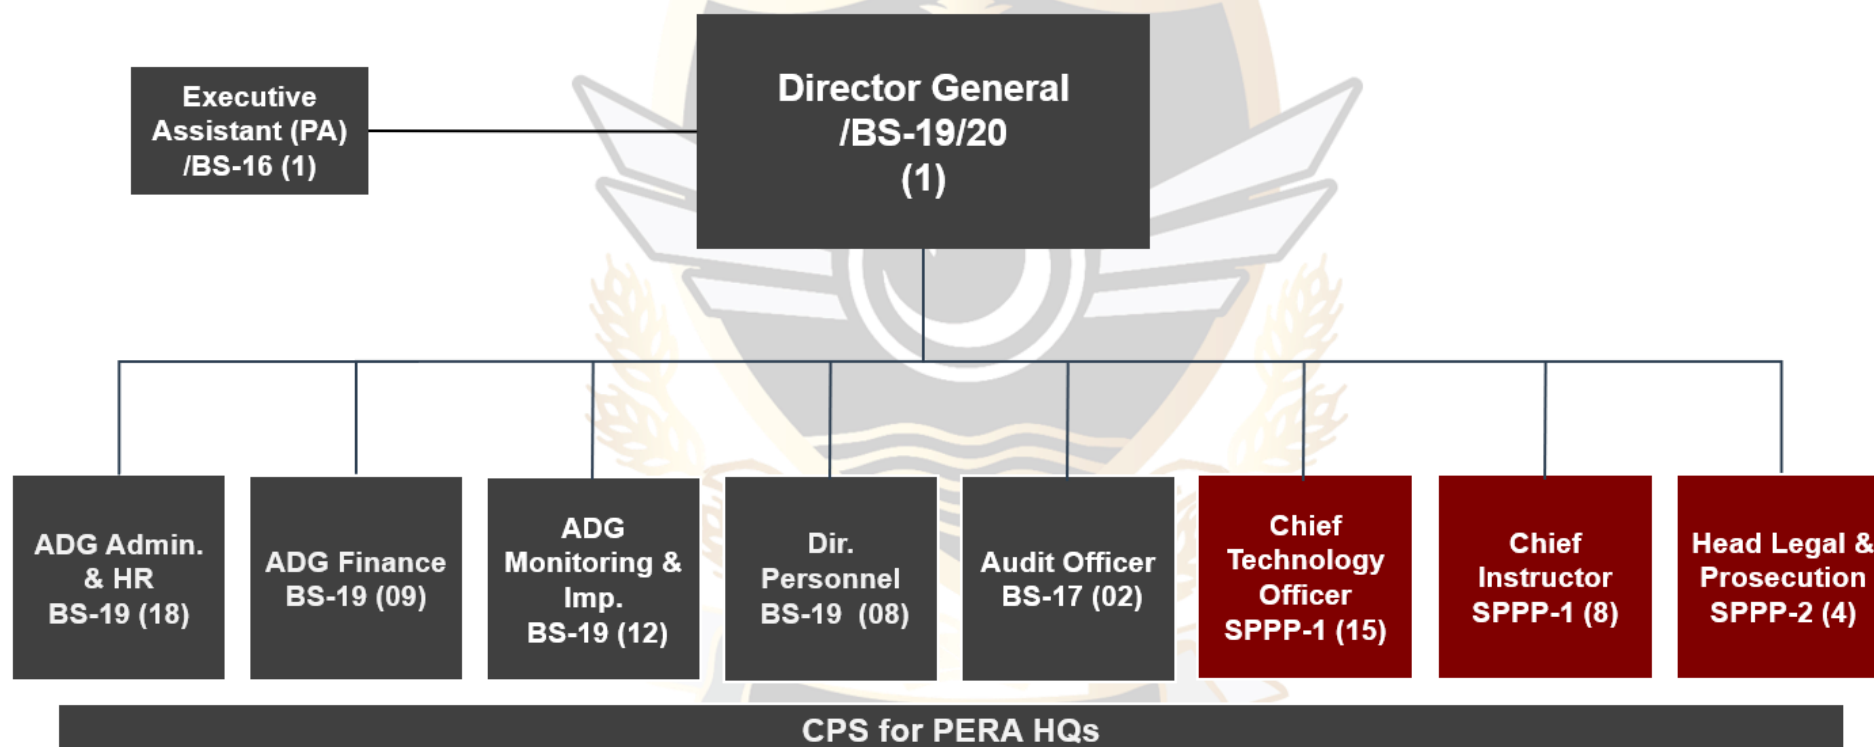 Director General
/BS-19/20
(1)
Executive
Assistant (PA)
/BS-16 (1)
ADG Admin.
& HR
BS-19 (18)
ADG Finance
BS-19 (09)
ADG
Monitoring &
Imp.
BS-19 (12)
Dir.
Personnel
BS-19 (08)
Audit Officer
BS-17 (02)
Chief
Technology
Officer
SPPP-1 (15)
Chief
Instructor
SPPP-1 (8)
Head Legal &
Prosecution
SPPP-2 (4)
CPS for PERA HQs